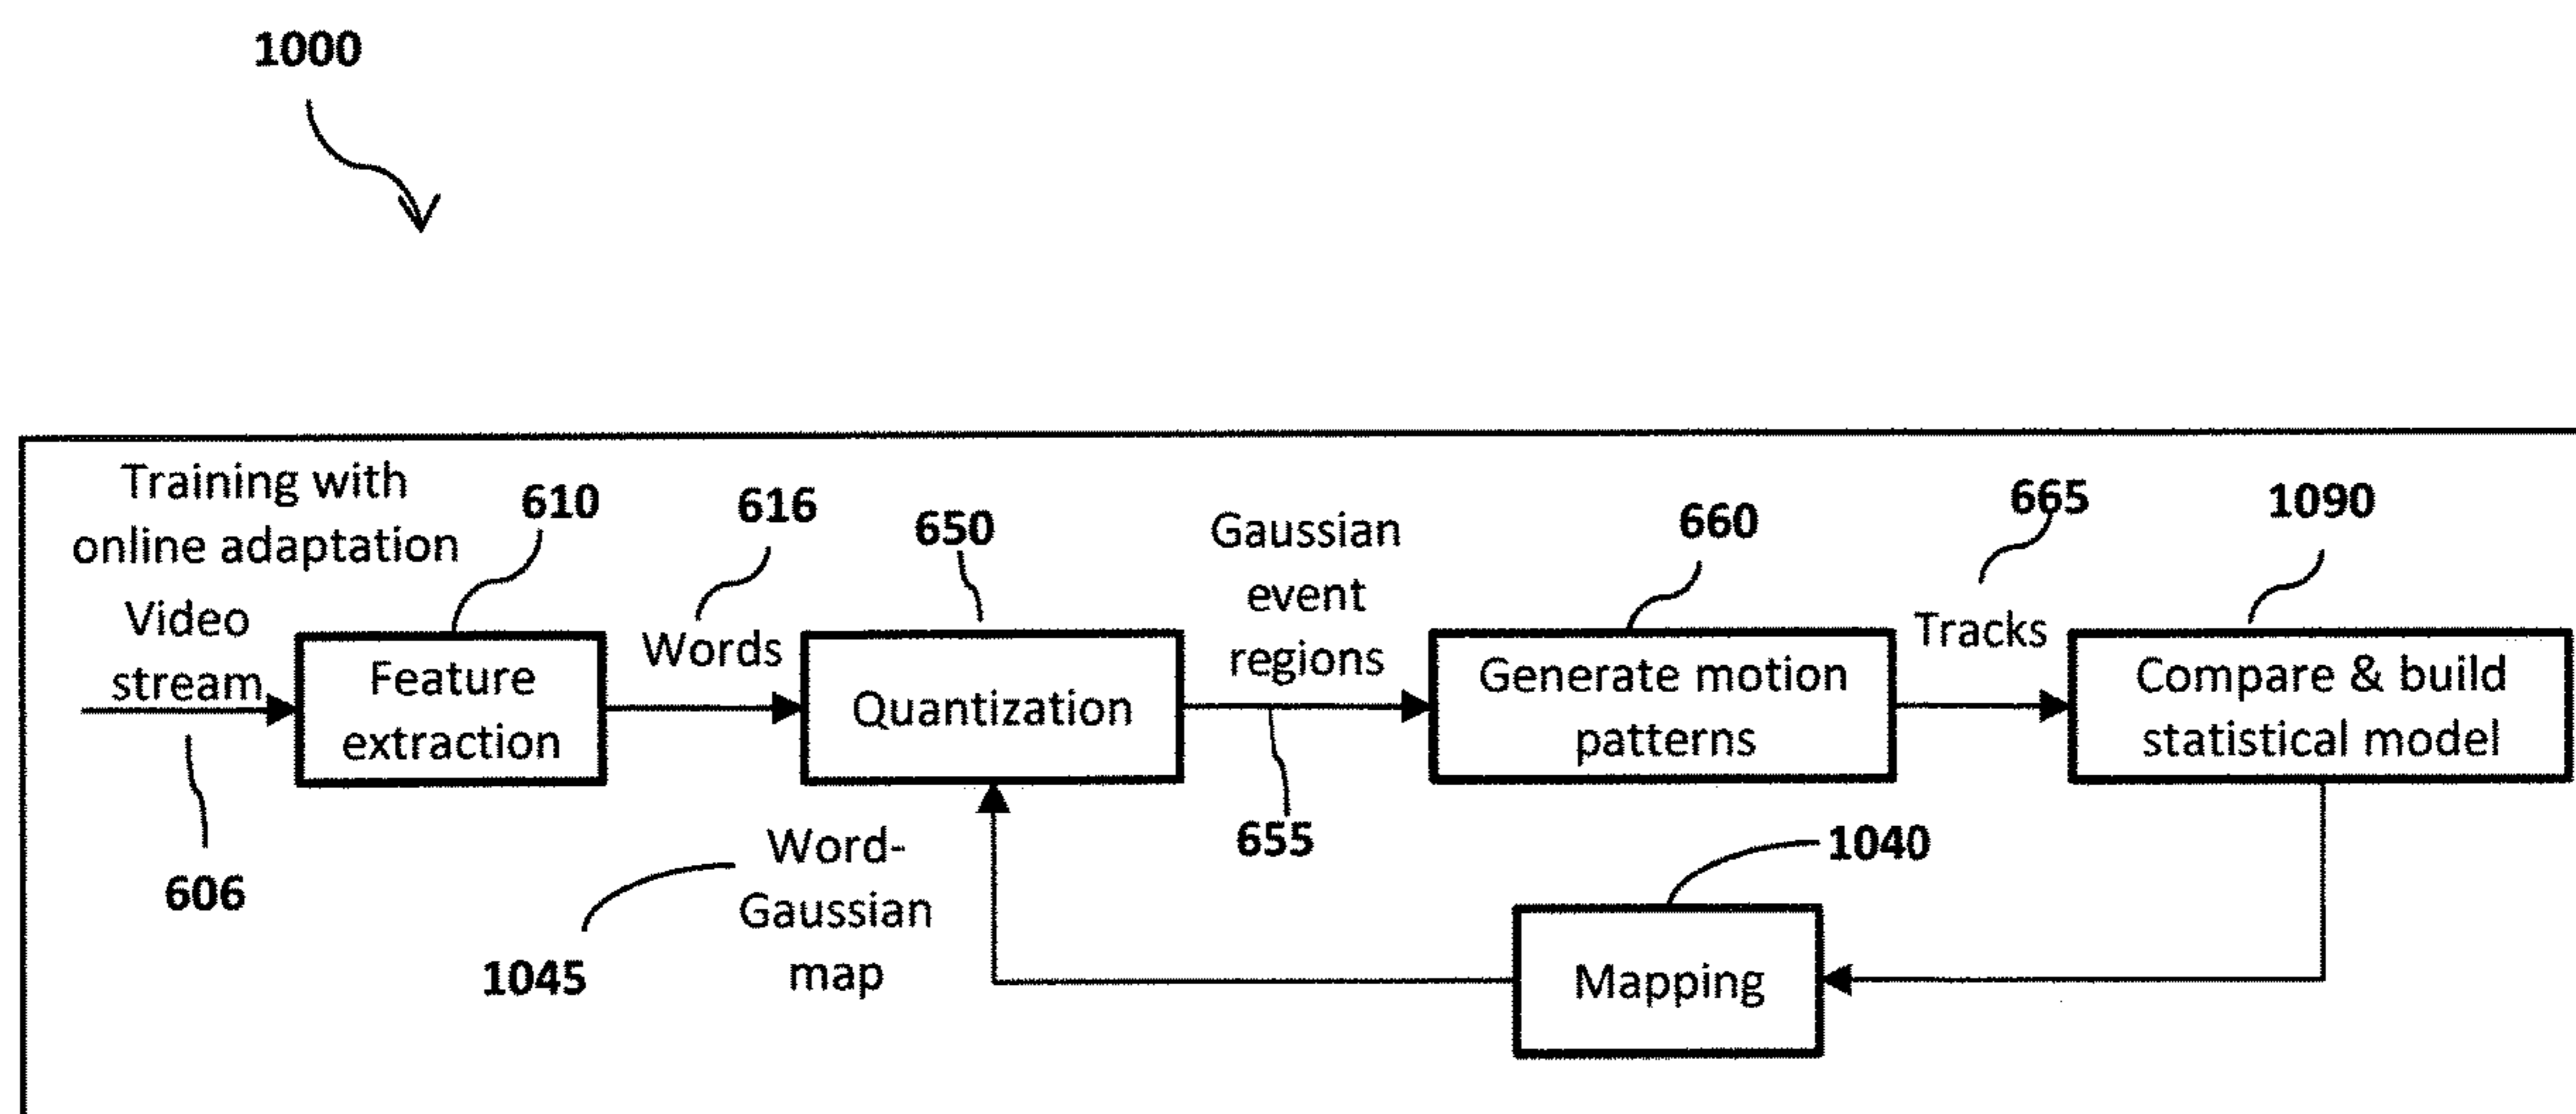 1000
Training with
online adaptation
610
616
650
Gaussian
event
regions
660
665
1090
Video
stream
Feature
extraction
Words
Quantization
Generate motion
patterns
Tracks
Compare & build
statistical model
606
Word-
Gaussian
map
1045
655
1040
Mapping